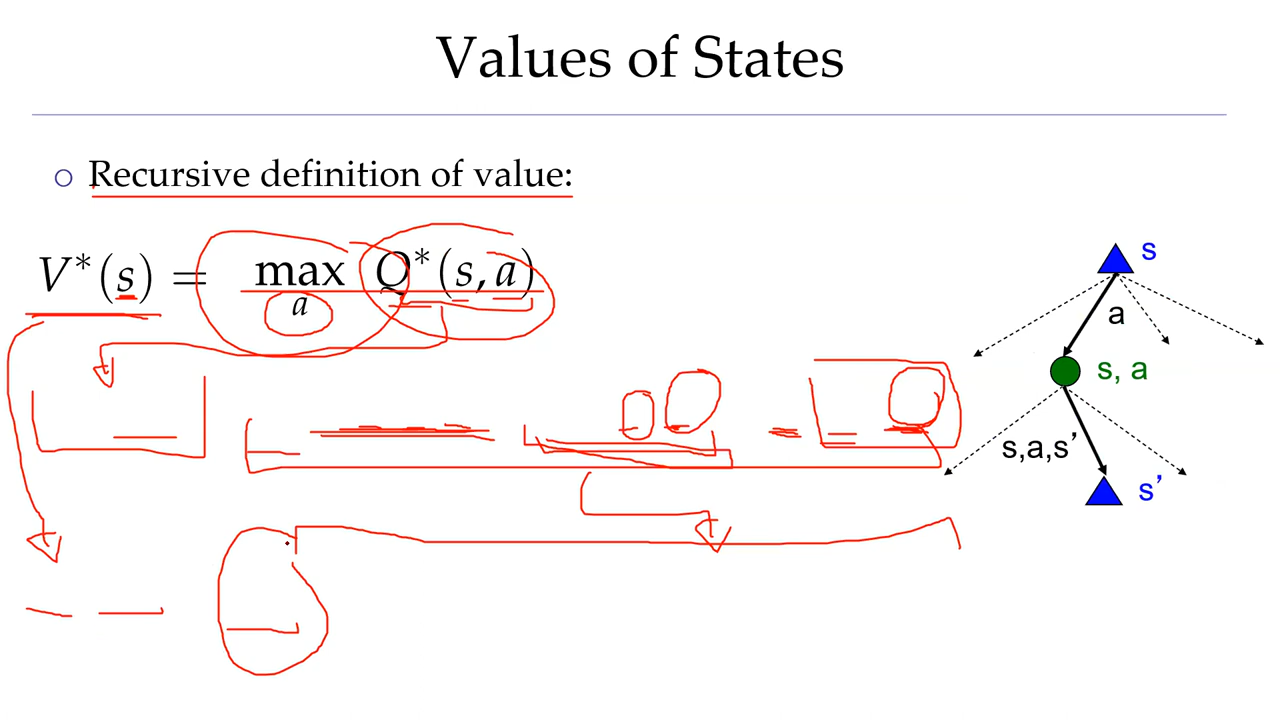 Values of States
Recursive definition of value:
V*(s) = max Q*(s, a)
a
s
a
s, a
s,a,s’
s’